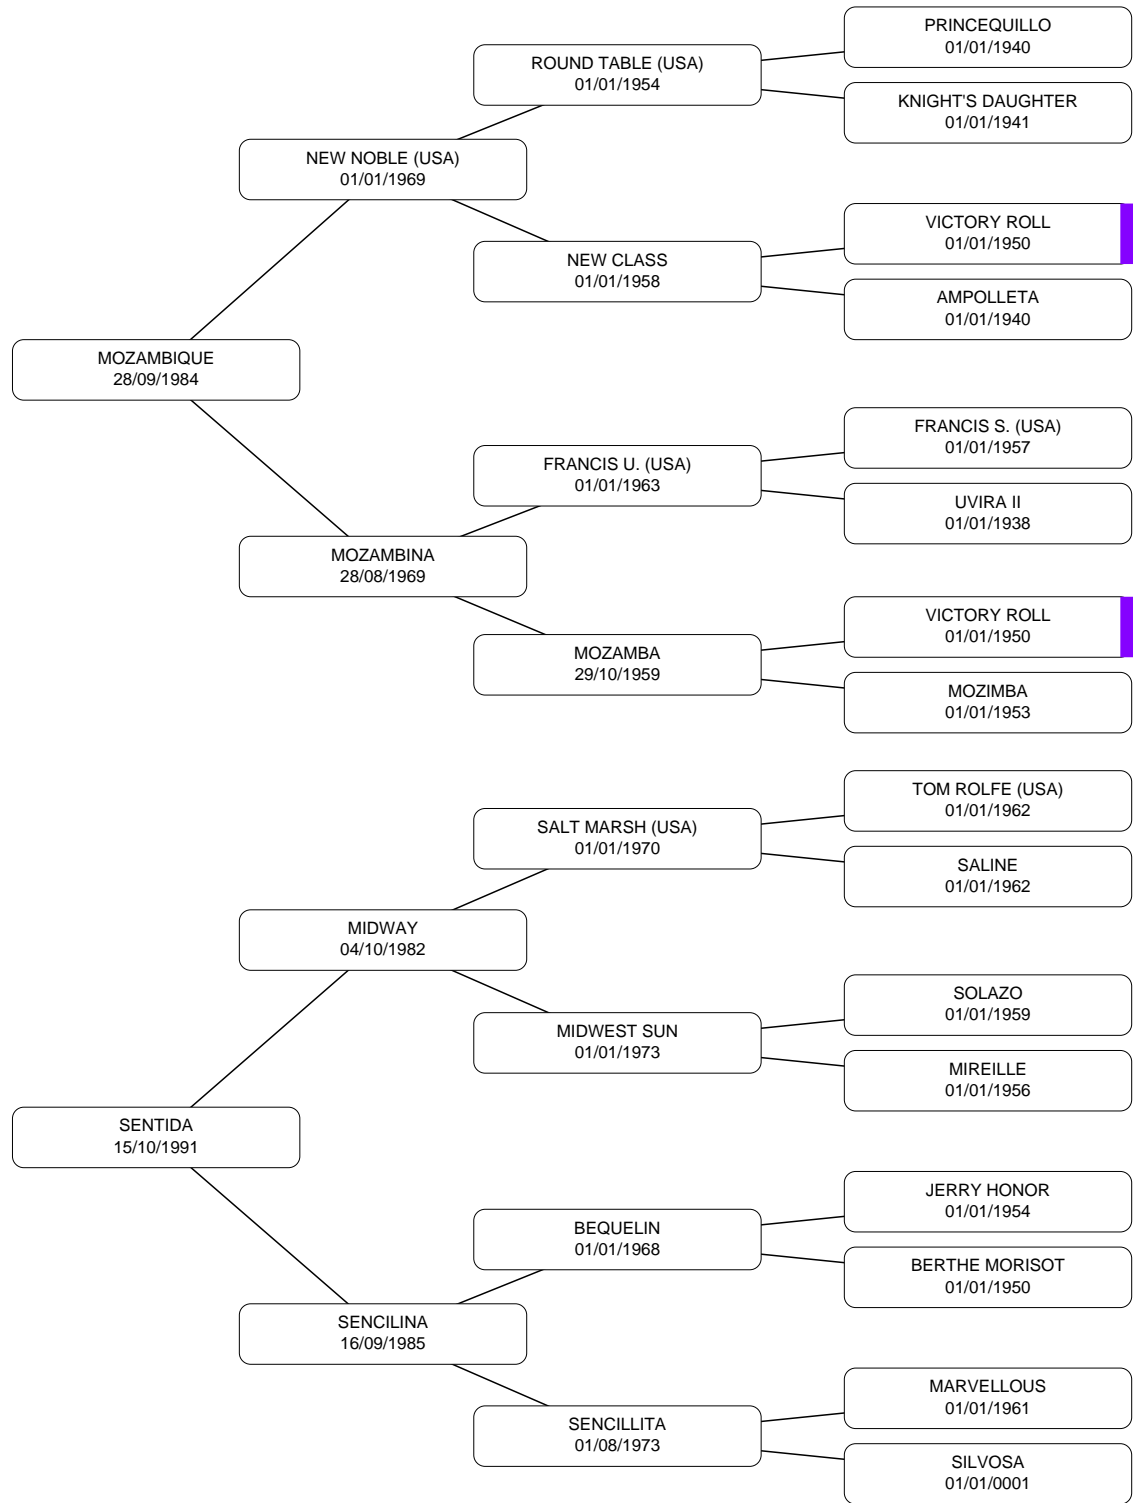 PRINCEQUILLO
01/01/1940
ROUND TABLE (USA)
01/01/1954
KNIGHT'S DAUGHTER
01/01/1941
NEW NOBLE (USA)
01/01/1969
VICTORY ROLL
01/01/1950
NEW CLASS
01/01/1958
AMPOLLETA
01/01/1940
MOZAMBIQUE
28/09/1984
FRANCIS S. (USA)
01/01/1957
FRANCIS U. (USA)
01/01/1963
UVIRA II
01/01/1938
MOZAMBINA
28/08/1969
VICTORY ROLL
01/01/1950
MOZAMBA
29/10/1959
MOZIMBA
01/01/1953
TOM ROLFE (USA)
01/01/1962
SALT MARSH (USA)
01/01/1970
SALINE
01/01/1962
MIDWAY
04/10/1982
SOLAZO
01/01/1959
MIDWEST SUN
01/01/1973
MIREILLE
01/01/1956
SENTIDA
15/10/1991
JERRY HONOR
01/01/1954
BEQUELIN
01/01/1968
BERTHE MORISOT
01/01/1950
SENCILINA
16/09/1985
MARVELLOUS
01/01/1961
SENCILLITA
01/08/1973
SILVOSA
01/01/0001